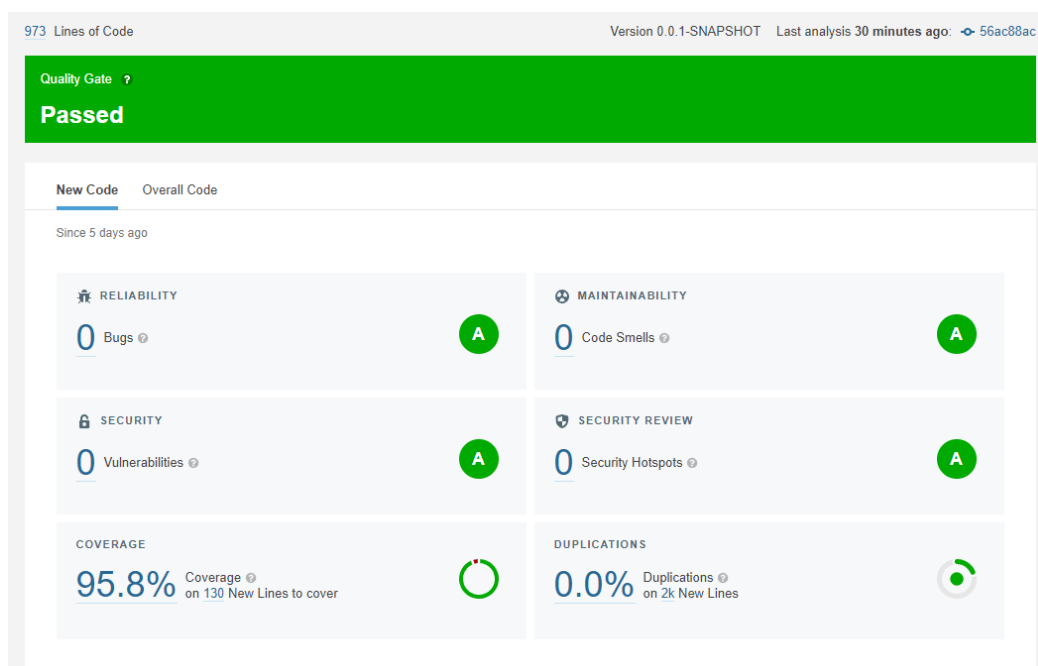 973 Lines of Code
Version 0.0.1-SNAPSHOT Last analysis 30 minutes ago: 56ac88ac
Quality Gate ?
Passed
New Code Overall Code
Since 5 days ago
RELIABILITY
0 Bugs ?
A
MAINTAINABILITY
0 Code Smells ?
A
SECURITY
0 Vulnerabilities ?
A
SECURITY REVIEW
0 Security Hotspots ?
A
COVERAGE
95.8% Coverage ?
on 130 New Lines to cover
DUPLICATIONS
0.0% Duplications ?
on 2k New Lines